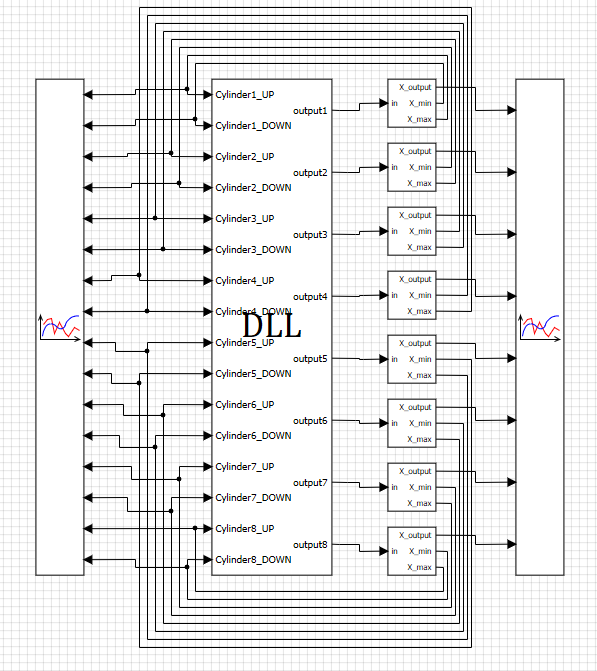 Cylinder1_UP
output1
Cylinder1_DOWN
Cylinder2_UP
output2
Cylinder2_DOWN
Cylinder3_UP
output3
Cylinder3_DOWN
Cylinder4_UP
output4
Cylinder4_DOWN
DLL
Cylinder5_UP
output5
Cylinder5_DOWN
Cylinder6_UP
output6
Cylinder6_DOWN
Cylinder7_UP
output7
Cylinder7_DOWN
Cylinder8_UP
output8
Cylinder8_DOWN
X_output
in X_min
X_max
X_output
in X_min
X_max
X_output
in X_min
X_max
X_output
in X_min
X_max
X_output
in X_min
X_max
X_output
in X_min
X_max
X_output
in X_min
X_max
X_output
in X_min
X_max